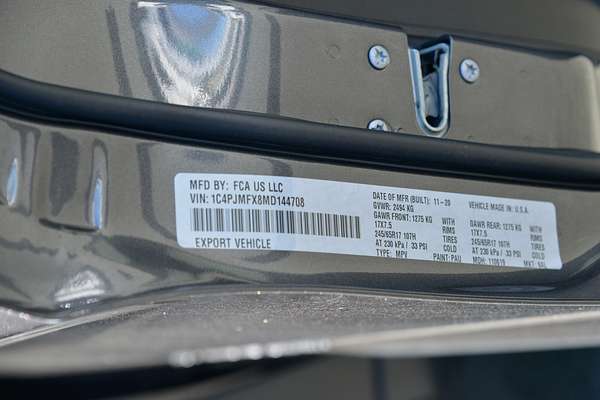 MFD BY: FCA US LLC
VIN: 1C4PJMFX8MD144708
EXPORT VEHICLE
DATE OF MFR (BUILT): 11-20
GVWR: 2494 KG
GAWR FRONT: 1275 KG WITH
17X7.5 RIMS
245/65R17 107H TIRES
AT 230 kPa / 33 PSI COLD
TYPE: MPV PAINT: PAU
VEHICLE MADE IN: U.S.A.
GAWR REAR: 1275 KG WITH
17X7.5 RIMS
245/65R17 107H TIRES
AT 230 kPa / 33 PSI COLD
MDH: 110619 MKT: